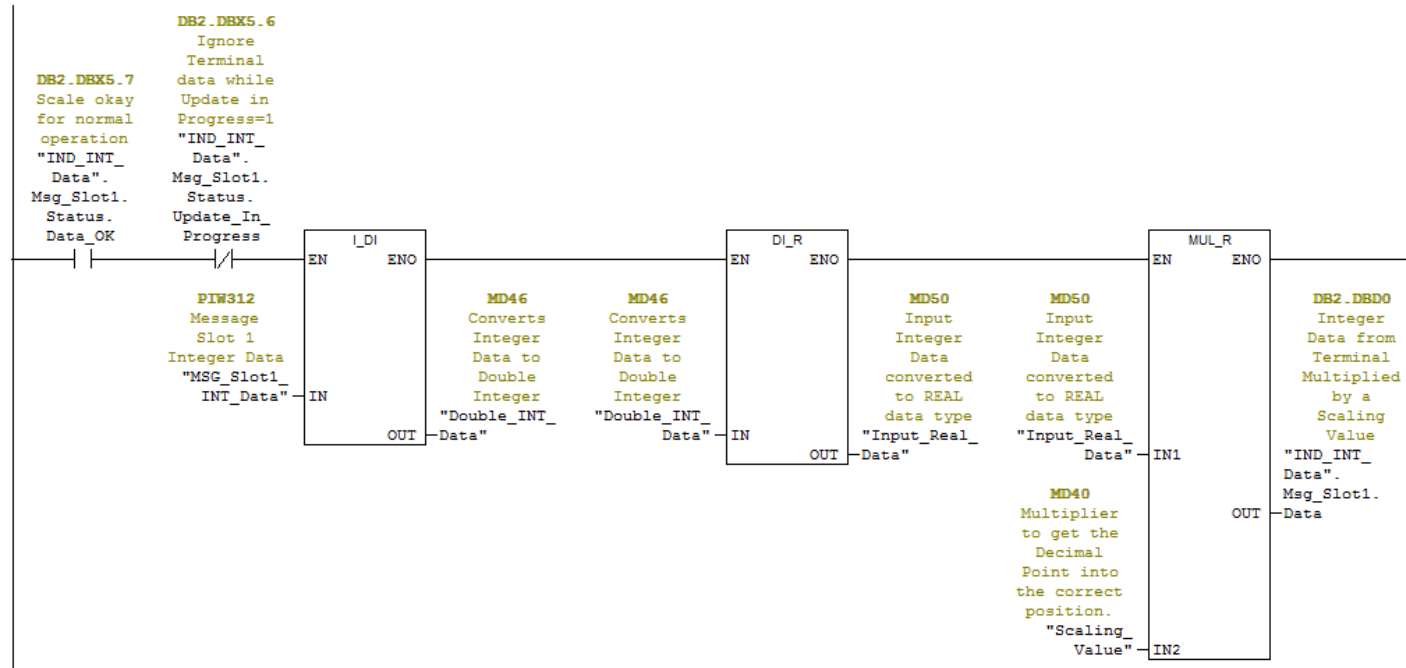 DB2.DBX5.7
Scale okay
for normal
operation
"IND_INT_
Data".
Msg_Slot1.
Status.
Data_OK
DB2.DBX5.6
Ignore
Terminal
data while
Update in
Progress=1
"IND_INT_
Data".
Msg_Slot1.
Status.
Update_In_
Progress
I_DI
EN ENO
PIW312
Message
Slot 1
Integer Data
"MSG_Slot1_
INT_Data"
IN
OUT
MD46
Converts
Integer
Data to
Double
Integer
"Double_INT_
Data"
MD46
Converts
Integer
Data to
Double
Integer
"Double_INT_
Data"
DI_R
EN ENO
IN
OUT
MD50
Input
Integer
Data
converted
to REAL
data type
"Input_Real_
Data"
MD50
Input
Integer
Data
converted
to REAL
data type
"Input_Real_
Data"
MUL_R
EN ENO
IN1
MD40
Multiplier
to get the
Decimal
Point into
the correct
position.
"Scaling_
Value"
IN2
OUT
DB2.DBD0
Integer
Data from
Terminal
Multiplied
by a
Scaling
Value
"IND_INT_
Data".
Msg_Slot1.
Data